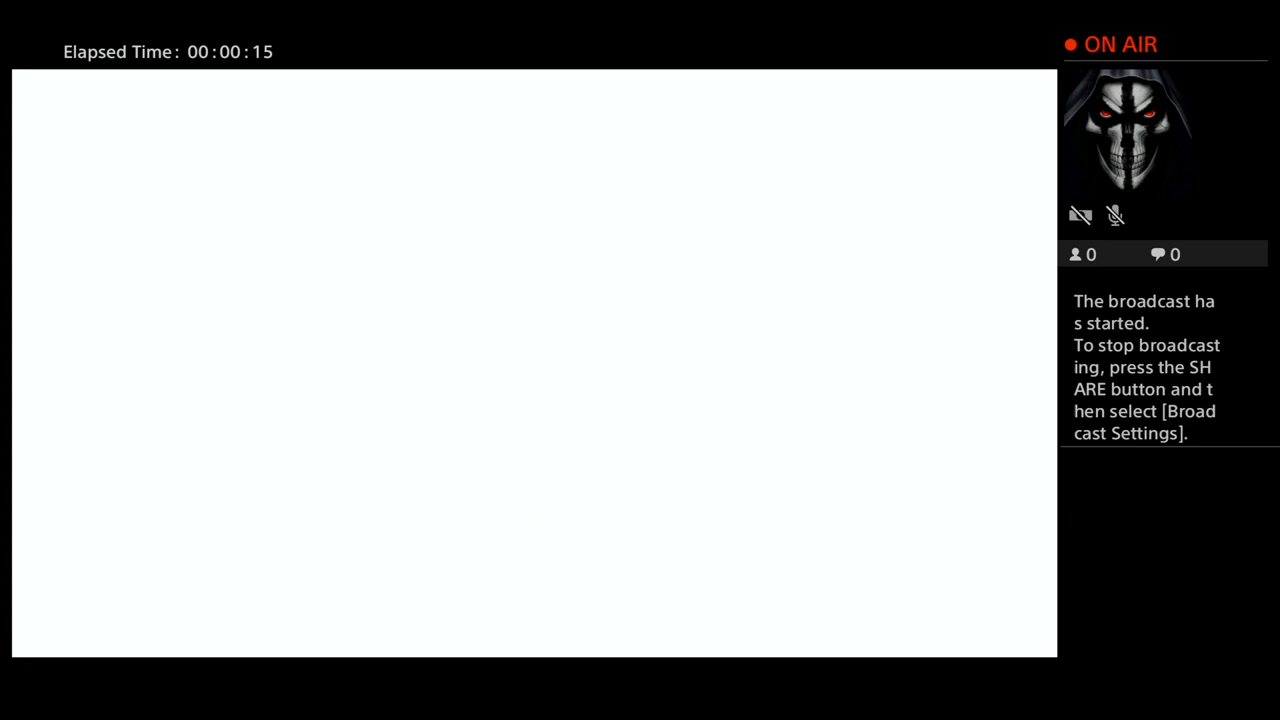 Elapsed Time: 00:00:15
ON AIR
0 0
The broadcast ha
s started.
To stop broadcast
ing, press the SH
ARE button and t
hen select [Broad
cast Settings].